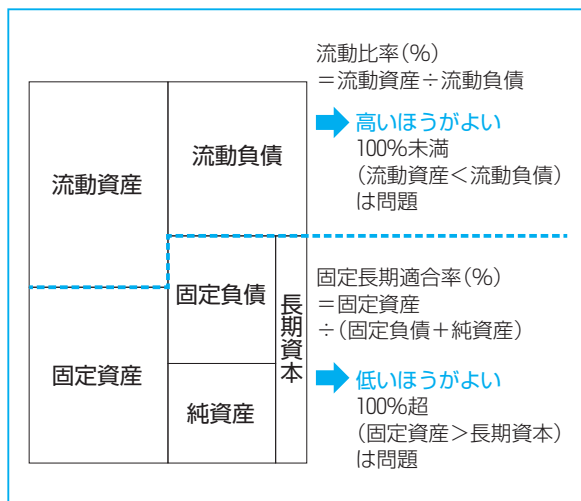 流動資産
流動負債
固定資産
固定負債
純資産
長期資本
流動比率(%)
=流動資産÷流動負債
高いほうがよい
100%未満
(流動資産<流動負債)
は問題
固定長期適合率(%)
=固定資産
÷(固定負債+純資産)
低いほうがよい
100%超
(固定資産>長期資本)
は問題